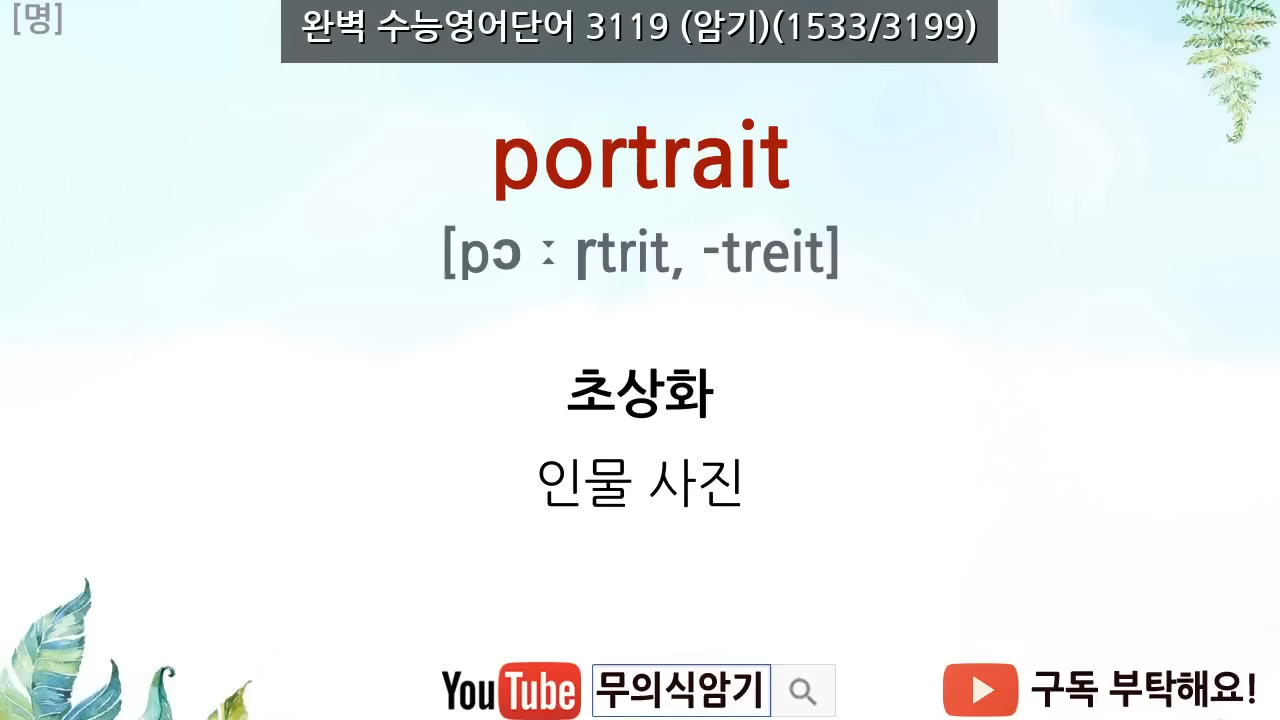 [명]
완벽 수능영어단어 3119 (암기)(1533/3199)
portrait
[pɔːrtrit, -treit]
초상화
인물 사진
YouTube 무의식암기
구독 부탁해요!